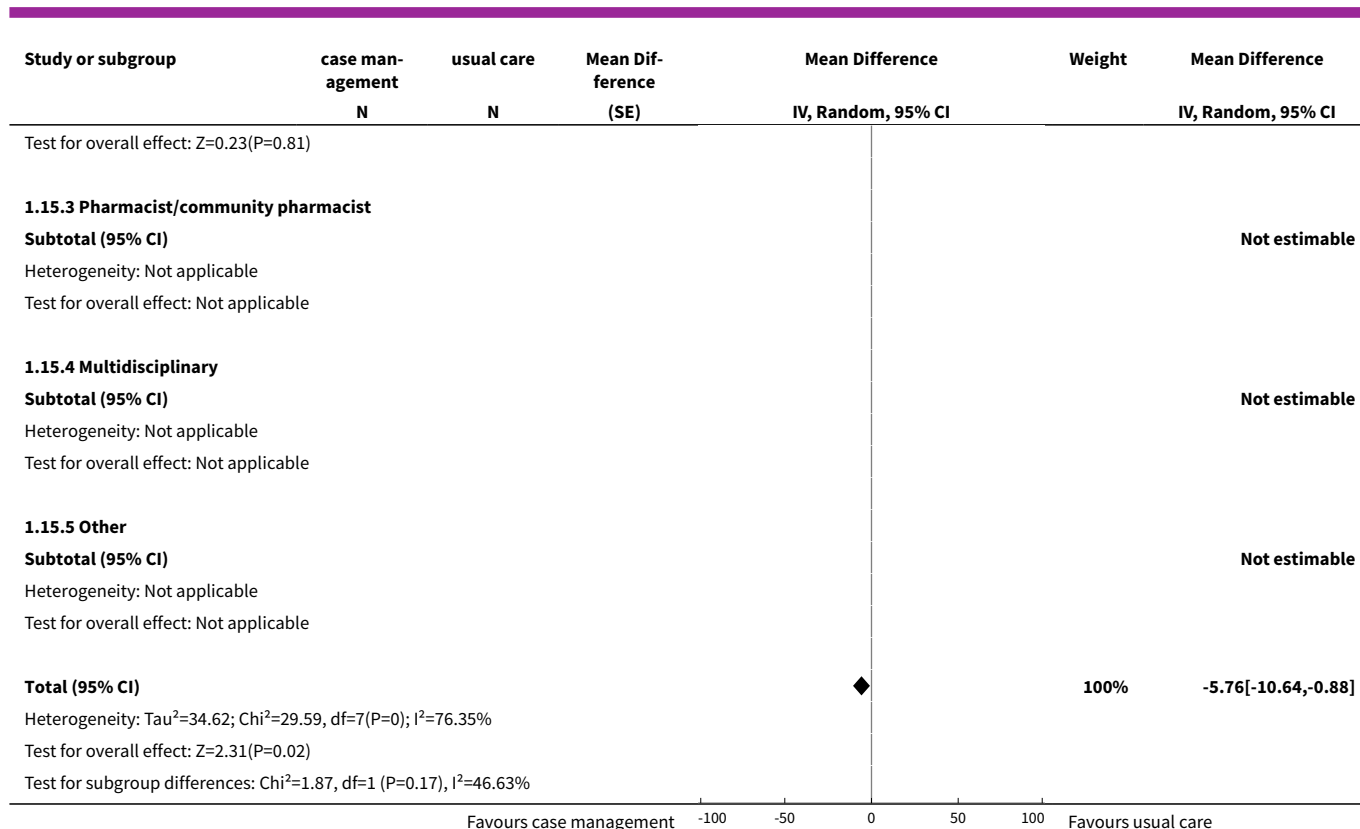 Study or subgroup case man- usual care Mean Dif- Mean Difference Weight Mean Difference
agement ference
N N (SE) IV, Random, 95% CI IV, Random, 95% CI
Test for overall effect: Z=0.23(P=0.81)
1.15.3 Pharmacist/community pharmacist
Subtotal (95% CI) Not estimable
Heterogeneity: Not applicable
Test for overall effect: Not applicable
1.15.4 Multidisciplinary
Subtotal (95% CI) Not estimable
Heterogeneity: Not applicable
Test for overall effect: Not applicable
1.15.5 Other
Subtotal (95% CI) Not estimable
Heterogeneity: Not applicable
Test for overall effect: Not applicable
Total (95% CI) 100% -5.76[-10.64,-0.88]
Heterogeneity: Tau²=34.62; Chi²=29.59, df=7(P=0); I²=76.35%
Test for overall effect: Z=2.31(P=0.02)
Test for subgroup differences: Chi²=1.87, df=1 (P=0.17), I²=46.63%
Favours case management -100 -50 0 50 100 Favours usual care